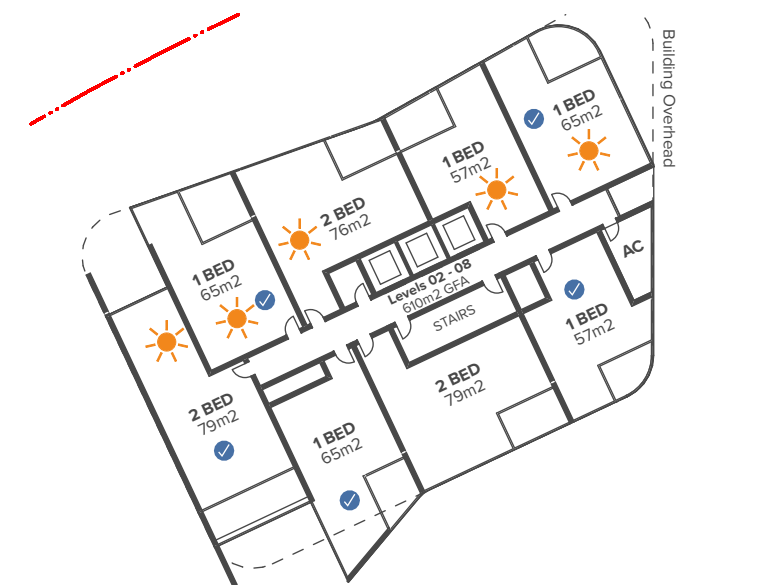 Building Overhead
1 BED
65m2
1 BED
57m2
2 BED
76m2
1 BED
65m2
AC
Levels 02 - 08
610m2 GFA
STAIRS
1 BED
57m2
2 BED
79m2
2 BED
79m2
1 BED
65m2